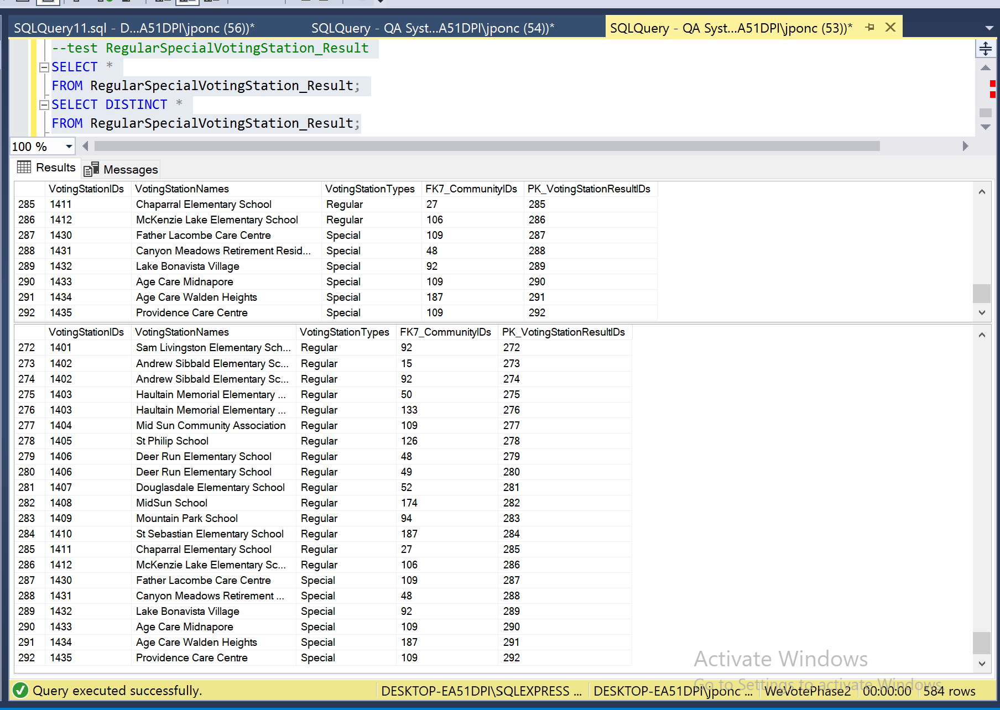 SQLQuery11.sql - D...A51DPI\jponc (56))*
SQLQuery - QA Syst...A51DPI\jponc (54))*
SQLQuery - QA Syst...A51DPI\jponc (53))*
--test RegularSpecialVotingStation_Result
SELECT *
FROM RegularSpecialVotingStation_Result;
SELECT DISTINCT *
FROM RegularSpecialVotingStation_Result;
100 %
Results Messages
VotingStationIDs VotingStationNames VotingStationTypes FK7_CommunityIDs PK_VotingStationResultIDs
285 1411 Chaparral Elementary School Regular 27 285
286 1412 McKenzie Lake Elementary School Regular 106 286
287 1430 Father Lacombe Care Centre Special 109 287
288 1431 Canyon Meadows Retirement Resid... Special 48 288
289 1432 Lake Bonavista Village Special 92 289
290 1433 Age Care Midnapore Special 109 290
291 1434 Age Care Walden Heights Special 187 291
292 1435 Providence Care Centre Special 109 292
VotingStationIDs VotingStationNames VotingStationTypes FK7_CommunityIDs PK_VotingStationResultIDs
272 1401 Sam Livingston Elementary Sch... Regular 92 272
273 1402 Andrew Sibbald Elementary Sc... Regular 15 273
274 1402 Andrew Sibbald Elementary Sc... Regular 92 274
275 1403 Haultain Memorial Elementary ... Regular 50 275
276 1403 Haultain Memorial Elementary ... Regular 133 276
277 1404 Mid Sun Community Association Regular 109 277
278 1405 St Philip School Regular 126 278
279 1406 Deer Run Elementary School Regular 48 279
280 1406 Deer Run Elementary School Regular 49 280
281 1407 Douglasdale Elementary School Regular 52 281
282 1408 MidSun School Regular 174 282
283 1409 Mountain Park School Regular 94 283
284 1410 St Sebastian Elementary School Regular 187 284
285 1411 Chaparral Elementary School Regular 27 285
286 1412 McKenzie Lake Elementary Sc... Regular 106 286
287 1430 Father Lacombe Care Centre Special 109 287
288 1431 Canyon Meadows Retirement ... Special 48 288
289 1432 Lake Bonavista Village Special 92 289
290 1433 Age Care Midnapore Special 109 290
291 1434 Age Care Walden Heights Special 187 291
292 1435 Providence Care Centre Special 109 292
Activate Windows
Go to Settings to activate Windows.
Query executed successfully. DESKTOP-EA51DPI\SQLEXPRESS ... DESKTOP-EA51DPI\jponc ... WeVotePhase2 00:00:00 584 rows